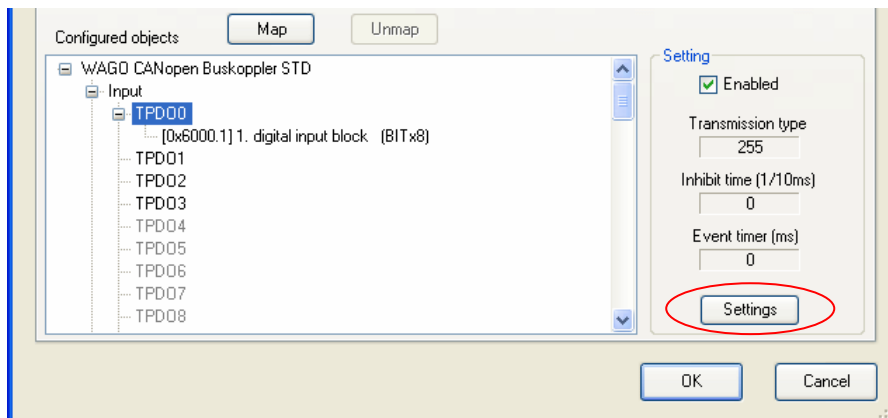 Configured objects
Map
Unmap
WAGO CANopen Buskoppler STD
Input
TPDO0
[0x6000.1] 1. digital input block (BITx8)
TPDO1
TPDO2
TPDO3
TPDO4
TPDO5
TPDO6
TPDO7
TPDO8
Setting
Enabled
Transmission type
255
Inhibit time (1/10ms)
0
Event timer (ms)
0
Settings
OK
Cancel